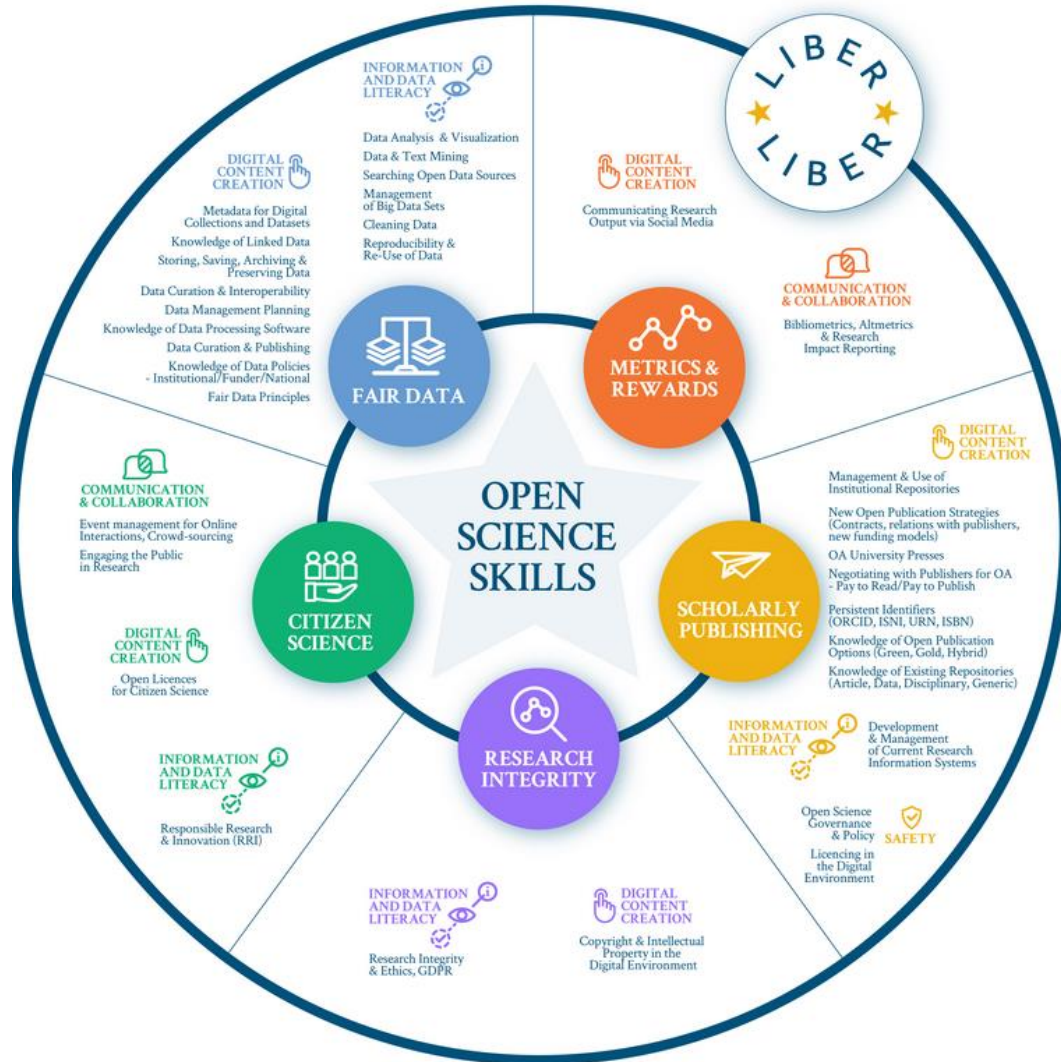 LIBER
LIBER
INFORMATION
AND DATA
LITERACY
Data Analysis & Visualization
Data & Text Mining
Searching Open Data Sources
Management
of Big Data Sets
Cleaning Data
Reproducibility &
Re-Use of Data
DIGITAL
CONTENT
CREATION
Metadata for Digital
Collections and Datasets
Knowledge of Linked Data
Storing, Saving, Archiving &
Preserving Data
Data Curation & Interoperability
Data Management Planning
Knowledge of Data Processing Software
Data Curation & Publishing
Knowledge of Data Policies
- Institutional/Funder/National
Fair Data Principles
FAIR DATA
DIGITAL
CONTENT
CREATION
Communicating Research
Output via Social Media
COMMUNICATION
& COLLABORATION
Bibliometrics, Altmetrics
& Research
Impact Reporting
METRICS &
REWARDS
OPEN
SCIENCE
SKILLS
DIGITAL
CONTENT
CREATION
Management & Use of
Institutional Repositories
New Open Publication Strategies
(Contracts, relations with publishers,
new funding models)
OA University Presses
Negotiating with Publishers for OA
- Pay to Read/Pay to Publish
Persistent Identifiers
(ORCID, ISNI, URN, ISBN)
Knowledge of Open Publication
Options (Green, Gold, Hybrid)
Knowledge of Existing Repositories
(Article, Data, Disciplinary, Generic)
SCHOLARLY
PUBLISHING
INFORMATION
AND DATA
LITERACY
Development
& Management
of Current Research
Information Systems
Open Science
Governance
& Policy
Licencing in
the Digital
Environment
SAFETY
COMMUNICATION
& COLLABORATION
Event management for Online
Interactions, Crowd-sourcing
Engaging the Public
in Research
CITIZEN
SCIENCE
DIGITAL
CONTENT
CREATION
Open Licences
for Citizen Science
INFORMATION
AND DATA
LITERACY
Responsible Research
& Innovation (RRI)
RESEARCH
INTEGRITY
INFORMATION
AND DATA
LITERACY
Research Integrity
& Ethics, GDPR
DIGITAL
CONTENT
CREATION
Copyright & Intellectual
Property in the
Digital Environment